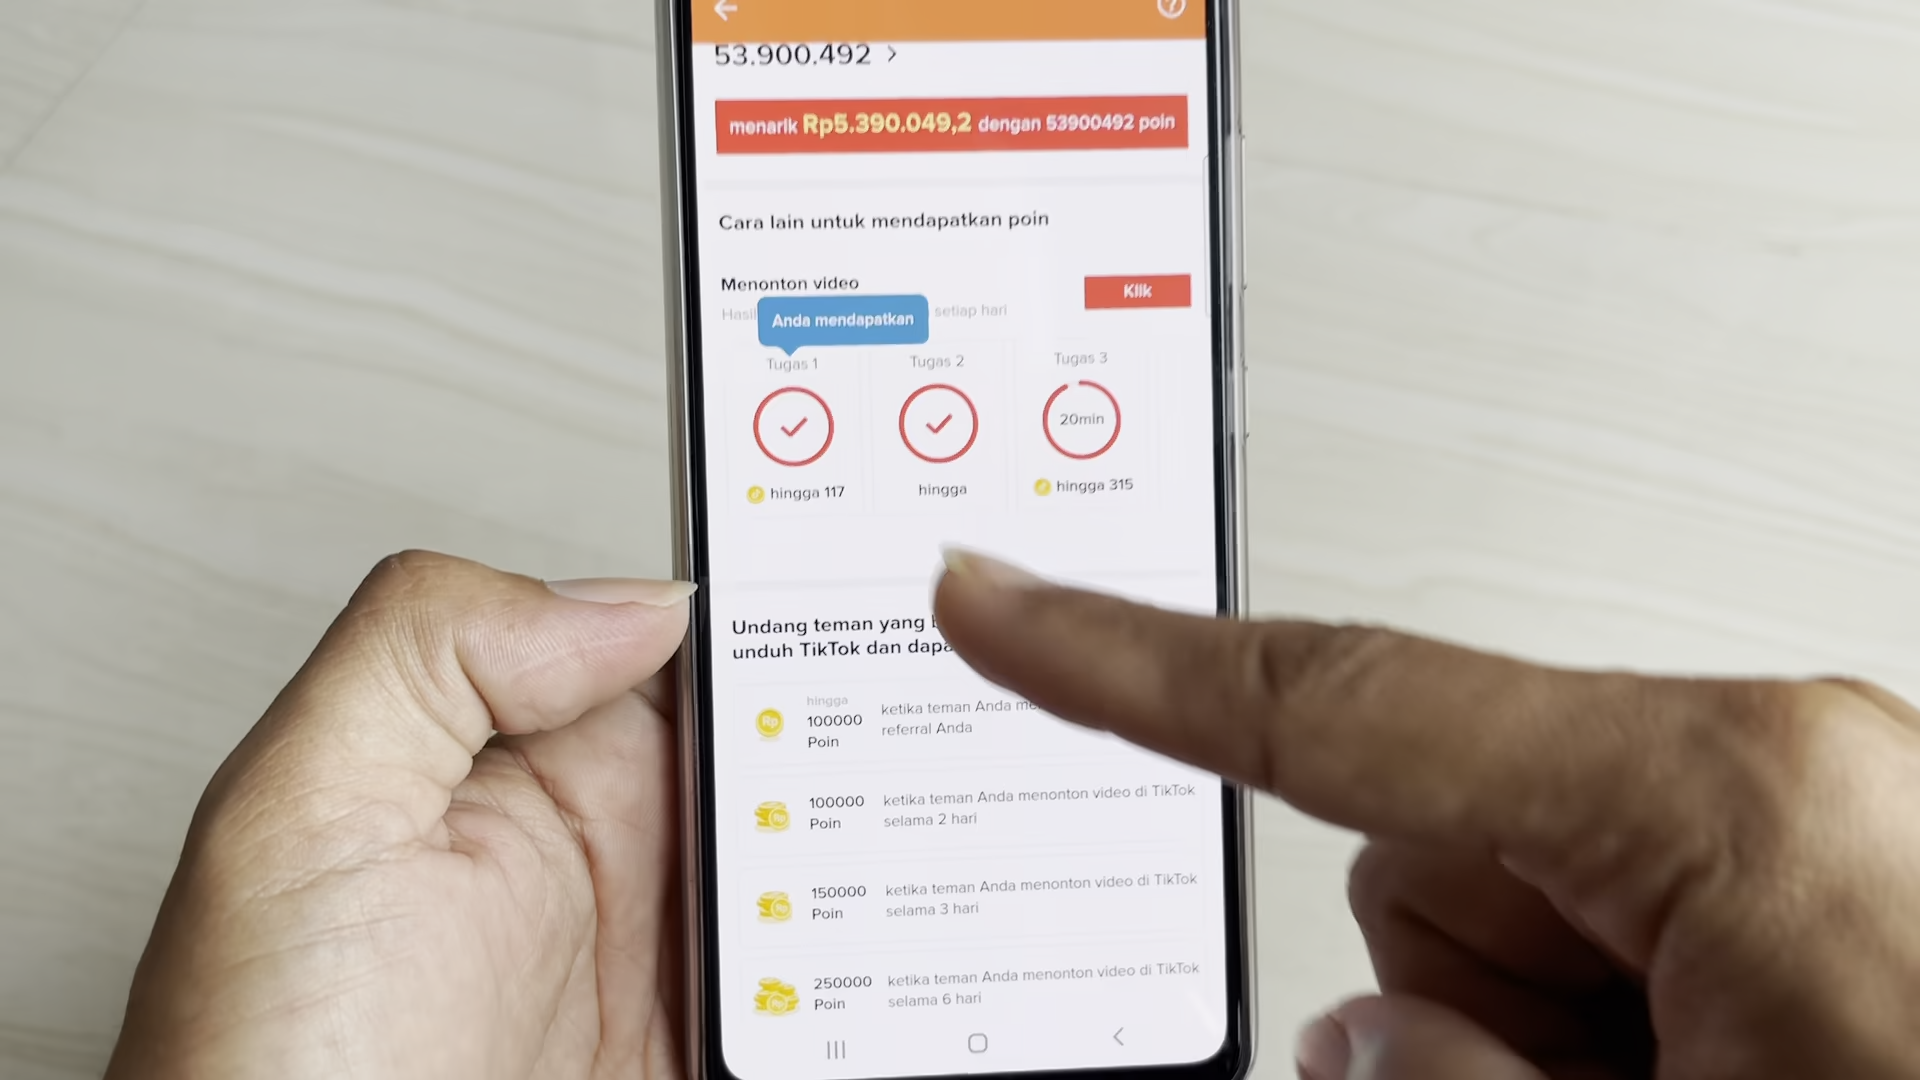 53.900.492 >
menarik Rp5.390.049,2 dengan 53900492 poin
Cara lain untuk mendapatkan poin
Menonton video
Klik
Hasil setiap hari
Anda mendapatkan
Tugas 1 Tugas 2 Tugas 3
20min
hingga 117 hingga hingga 315
Undang teman yang
unduh TikTok dan
hingga
100000
Poin
ketika teman Anda
referral Anda
100000
Poin
ketika teman Anda menonton video di TikTok
selama 2 hari
150000
Poin
ketika teman Anda menonton video di TikTok
selama 3 hari
250000
Poin
ketika teman Anda menonton video di TikTok
selama 6 hari